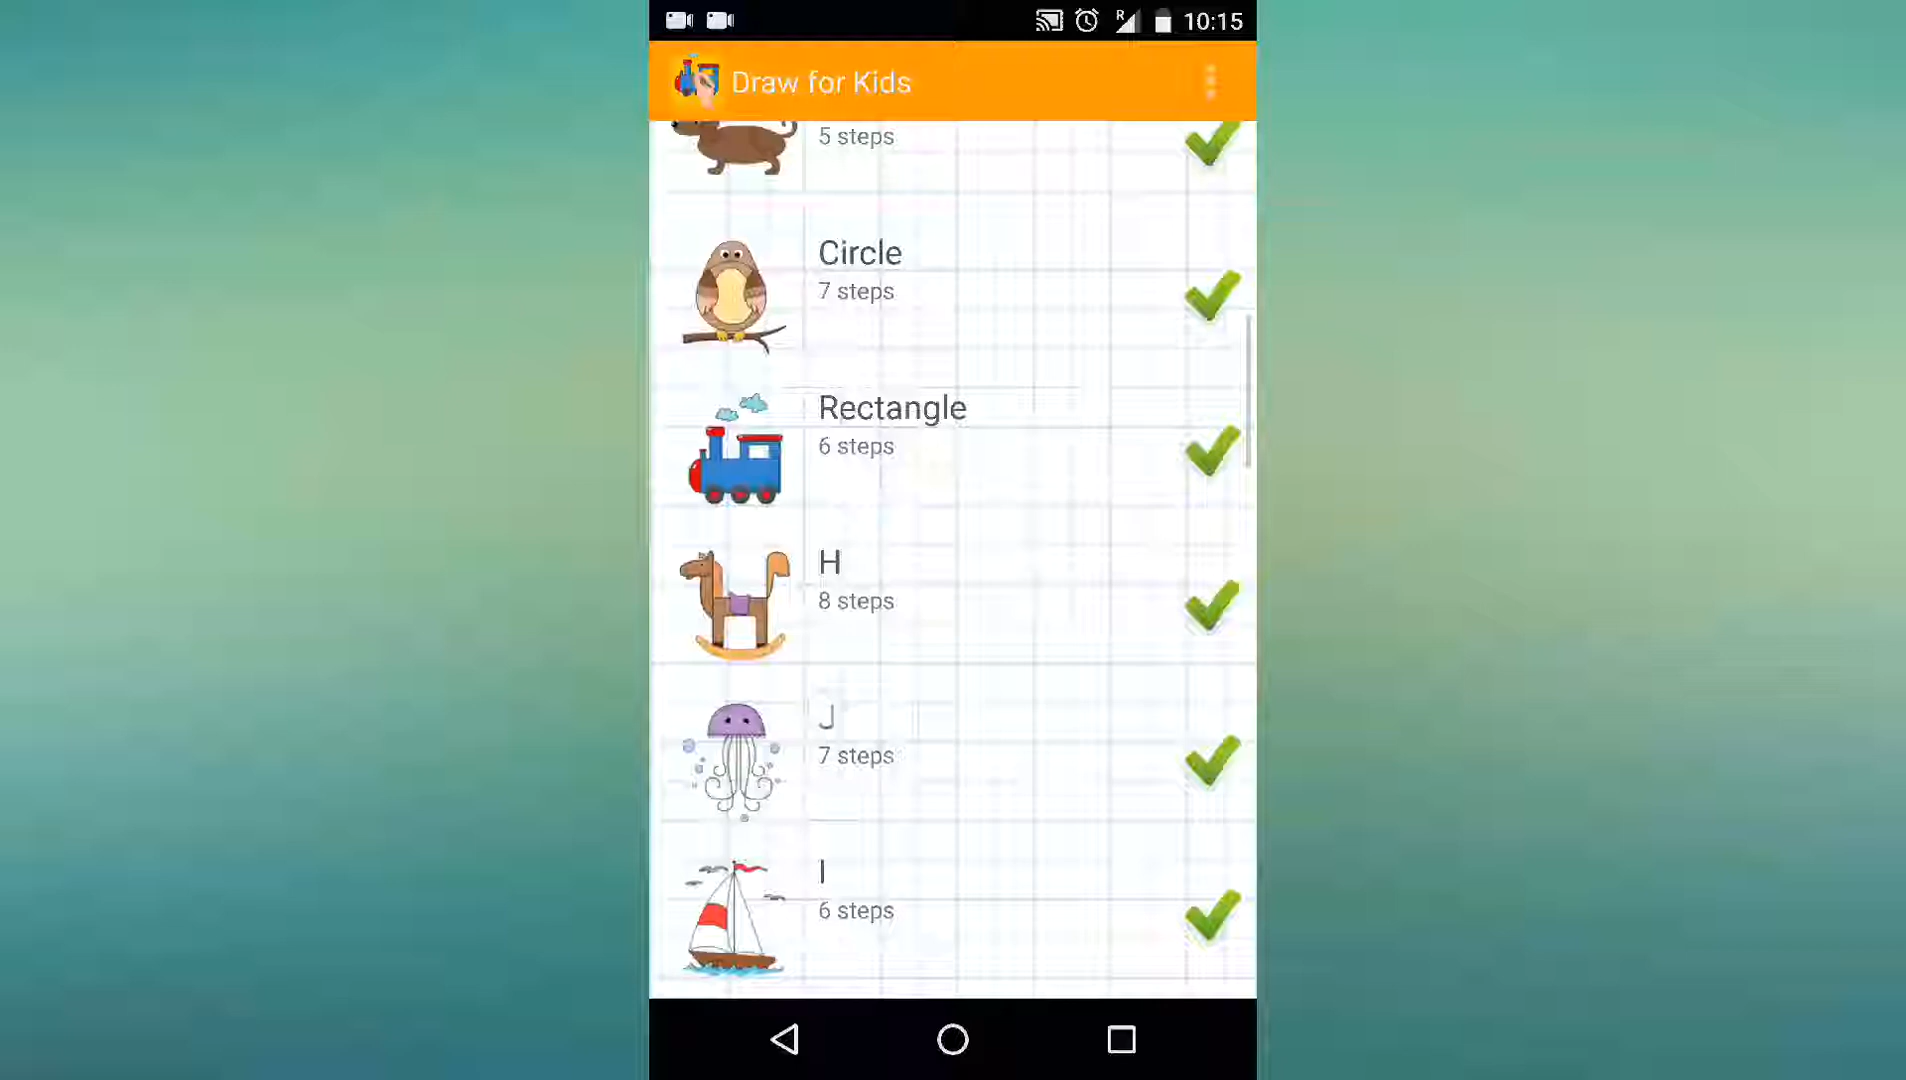 10:15
Draw for Kids
5 steps
Circle
7 steps
Rectangle
6 steps
H
8 steps
J
7 steps
I
6 steps